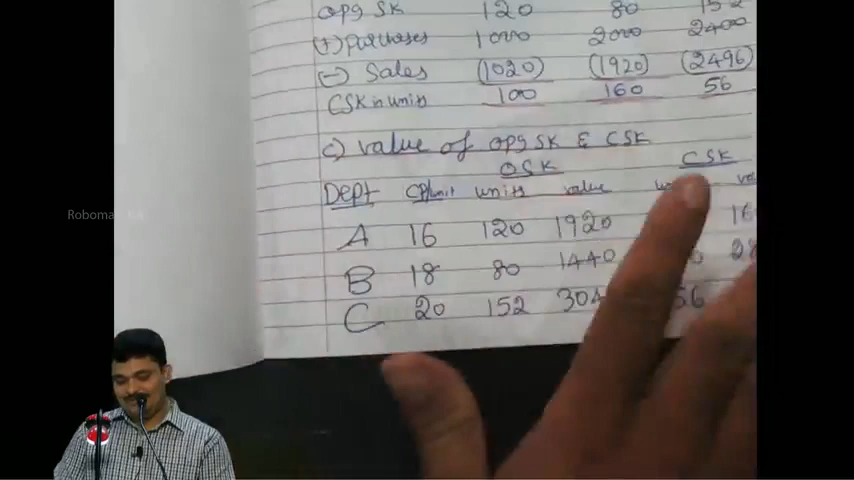 opg SK 120 80 152
(+) purchases 1000 2000 2400
(-) Sales (1020) (1920) (2496)
CSK in units 100 160 56
c) value of opg SK & CSK
OSK CSK
Dept CP/unit units value
A 16 120 1920
B 18 80 1440
C 20 152 304 56